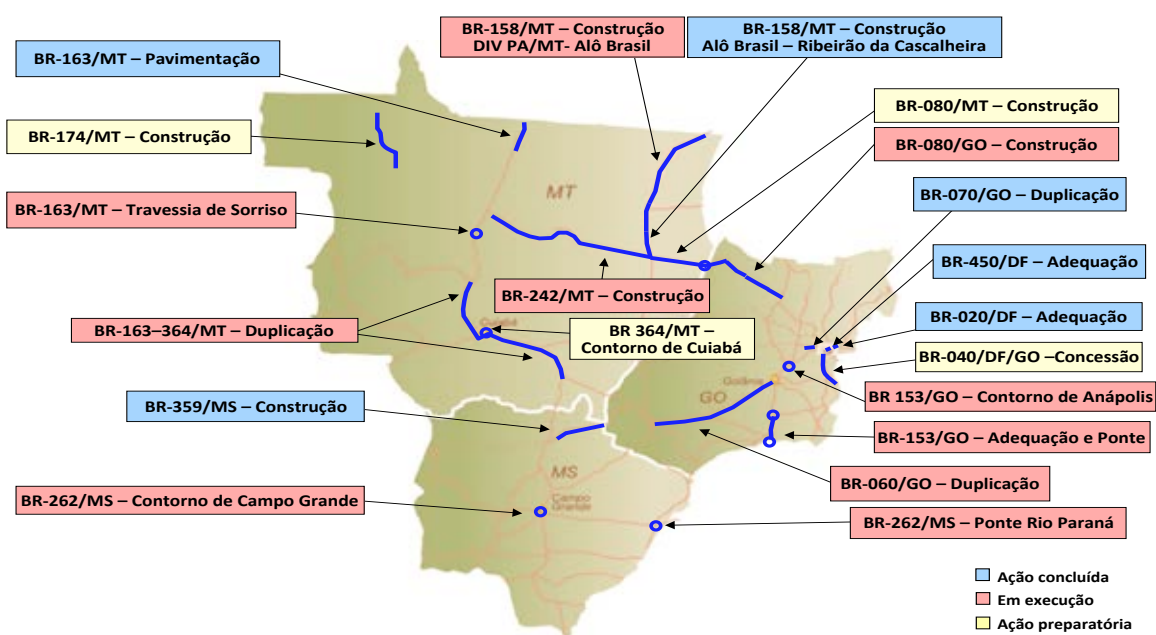 BR-158/MT – Construção
DIV PA/MT- Alô Brasil
BR-158/MT – Construção
Alô Brasil – Ribeirão da Cascalheira
BR-163/MT – Pavimentação
BR-080/MT – Construção
BR-174/MT – Construção
BR-080/GO – Construção
MT
BR-070/GO – Duplicação
BR-163/MT – Travessia de Sorriso
BR-450/DF – Adequação
BR-242/MT – Construção
BR-020/DF – Adequação
BR-163–364/MT – Duplicação
Cuiabá
BR 364/MT –
Contorno de Cuiabá
BR-040/DF/GO –Concessão
Goiânia
GO
BR 153/GO – Contorno de Anápolis
BR-359/MS – Construção
BR-153/GO – Adequação e Ponte
MS
BR-060/GO – Duplicação
BR-262/MS – Contorno de Campo Grande
Campo
Grande
BR-262/MS – Ponte Rio Paraná
Ação concluída
Em execução
Ação preparatória